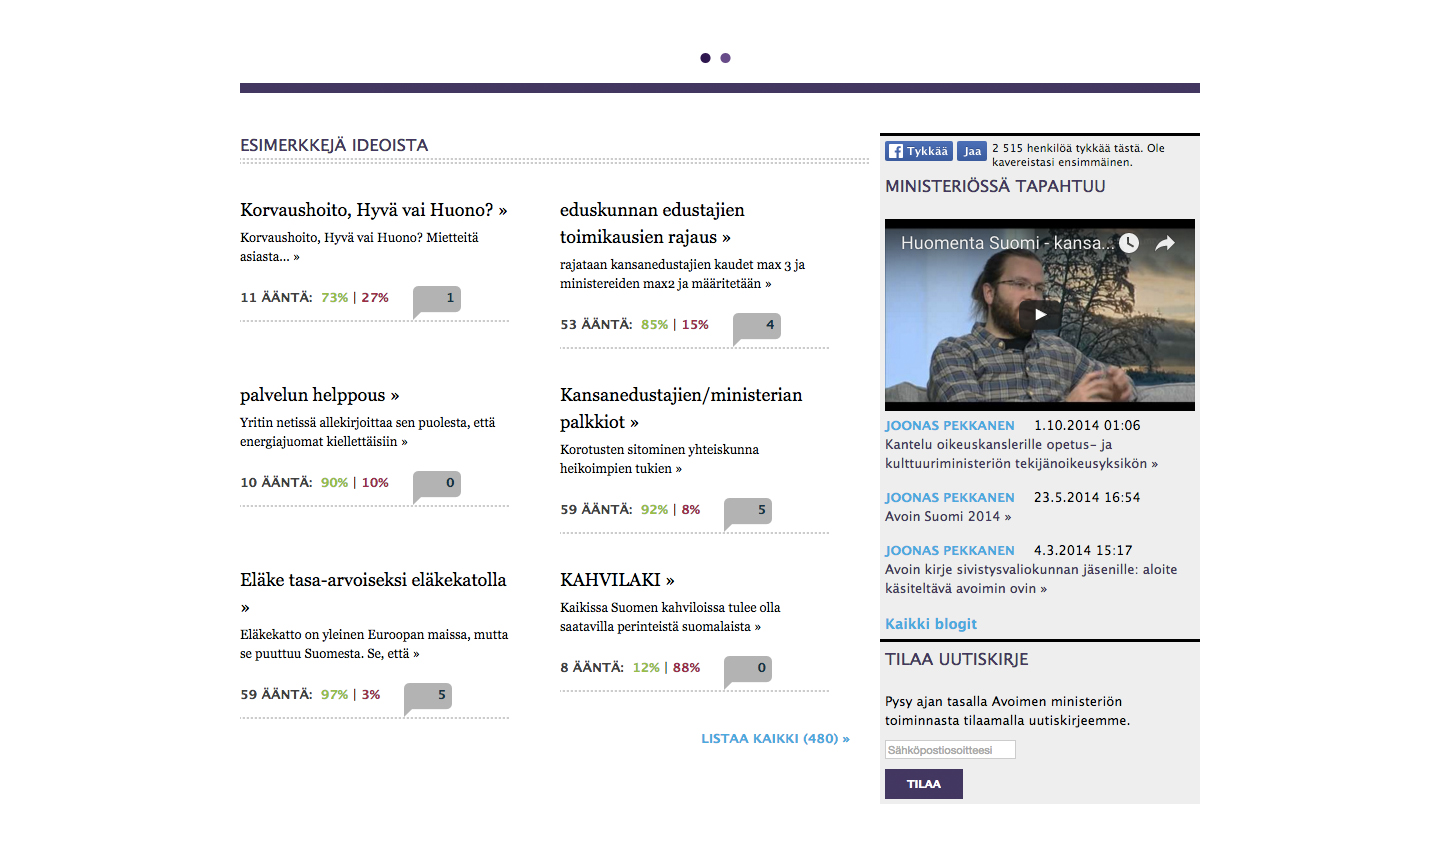 ESIMERKKEJÄ IDEOISTA
Korvaushoito, Hyvä vai Huono? »
Korvaushoito, Hyvä vai Huono? Mietteitä
asiasta... »
11 ÄÄNTÄ: 73% | 27% 1
eduskunnan edustajien
toimikausien rajaus »
rajataan kansanedustajien kaudet max 3 ja
ministereiden max2 ja määritetään »
53 ÄÄNTÄ: 85% | 15% 4
palvelun helppous »
Yritin netissä allekirjoittaa sen puolesta, että
energiajuomat kiellettäisiin »
10 ÄÄNTÄ: 90% | 10% 0
Kansanedustajien/ministerian
palkkiot »
Korotusten sitominen yhteiskunna
heikoimpien tukien »
59 ÄÄNTÄ: 92% | 8% 5
Eläke tasa-arvoiseksi eläkekatolla
»
Eläkekatto on yleinen Euroopan maissa, mutta
se puuttuu Suomesta. Se, että »
59 ÄÄNTÄ: 97% | 3% 5
KAHVILAKI »
Kaikissa Suomen kahviloissa tulee olla
saatavilla perinteistä suomalaista »
8 ÄÄNTÄ: 12% | 88% 0
LISTAA KAIKKI (480) »
Tykkää Jaa 2 515 henkilöä tykkää tästä. Ole
kavereistasi ensimmäinen.
MINISTERIÖSSÄ TAPAHTUU
Huomenta Suomi - kansa...
JOONAS PEKKANEN 1.10.2014 01:06
Kantelu oikeuskanslerille opetus- ja
kulttuuriministeriön tekijänoikeusyksikön »
JOONAS PEKKANEN 23.5.2014 16:54
Avoin Suomi 2014 »
JOONAS PEKKANEN 4.3.2014 15:17
Avoin kirje sivistysvaliokunnan jäsenille: aloite
käsiteltävä avoimin ovin »
Kaikki blogit
TILAA UUTISKIRJE
Pysy ajan tasalla Avoimen ministeriön
toiminnasta tilaamalla uutiskirjeemme.
Sähköpostiosoitteesi
TILAA